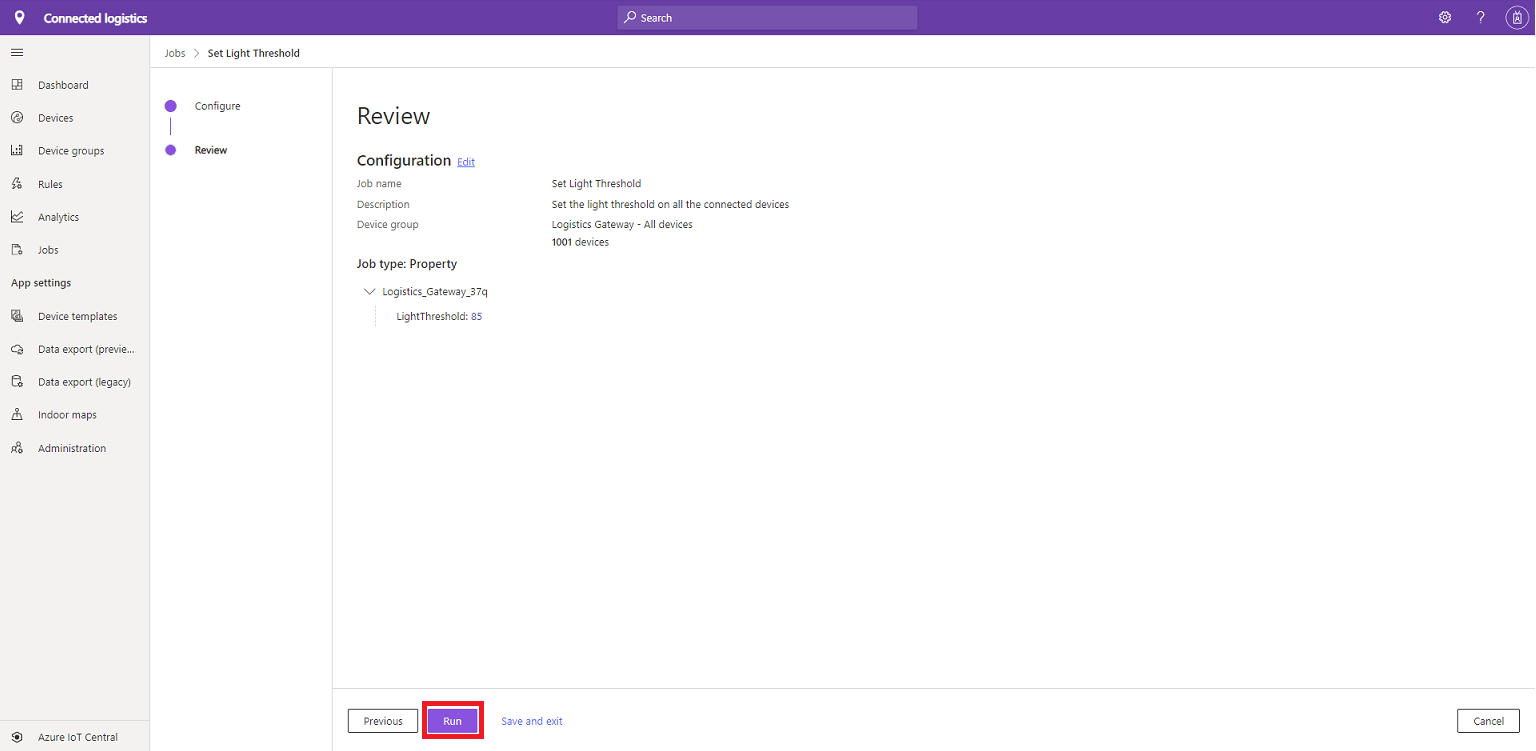 Connected logistics
Search
Jobs > Set Light Threshold
Dashboard
Devices
Device groups
Rules
Analytics
Jobs
App settings
Device templates
Data export (previe...
Data export (legacy)
Indoor maps
Administration
Azure IoT Central
Configure
Review
Review
Configuration Edit
Job name Set Light Threshold
Description Set the light threshold on all the connected devices
Device group Logistics Gateway - All devices
1001 devices
Job type: Property
Logistics_Gateway_37q
LightThreshold: 85
Previous Run Save and exit Cancel